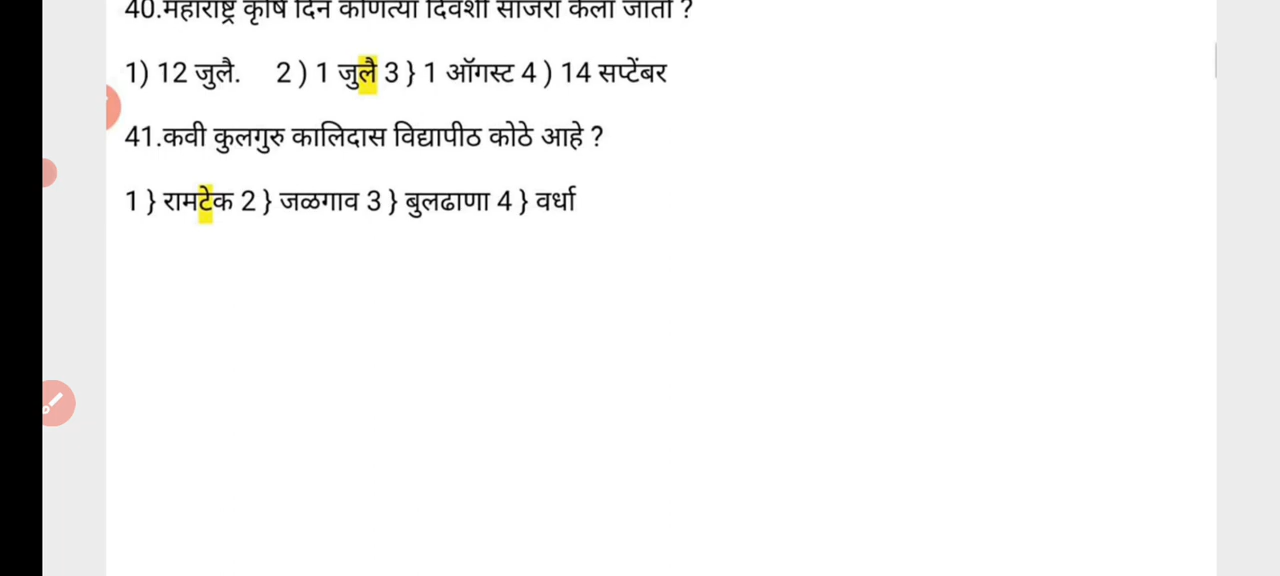 40.महाराष्ट्र कृषि दिन कोणत्या दिवशी साजरा केला जातो ?
1) 12 जुलै. 2 ) 1 जुलै 3 } 1 ऑगस्ट 4 ) 14 सप्टेंबर
41.कवी कुलगुरु कालिदास विद्यापीठ कोठे आहे ?
1 } रामटेक 2 } जळगाव 3 } बुलढाणा 4 } वर्धा